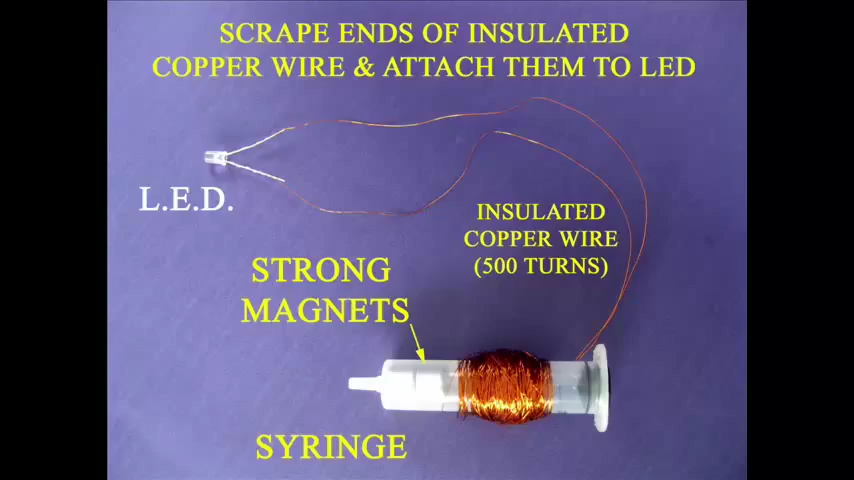 SCRAPE ENDS OF INSULATED
COPPER WIRE & ATTACH THEM TO LED
L.E.D.
INSULATED
COPPER WIRE
(500 TURNS)
STRONG
MAGNETS
SYRINGE